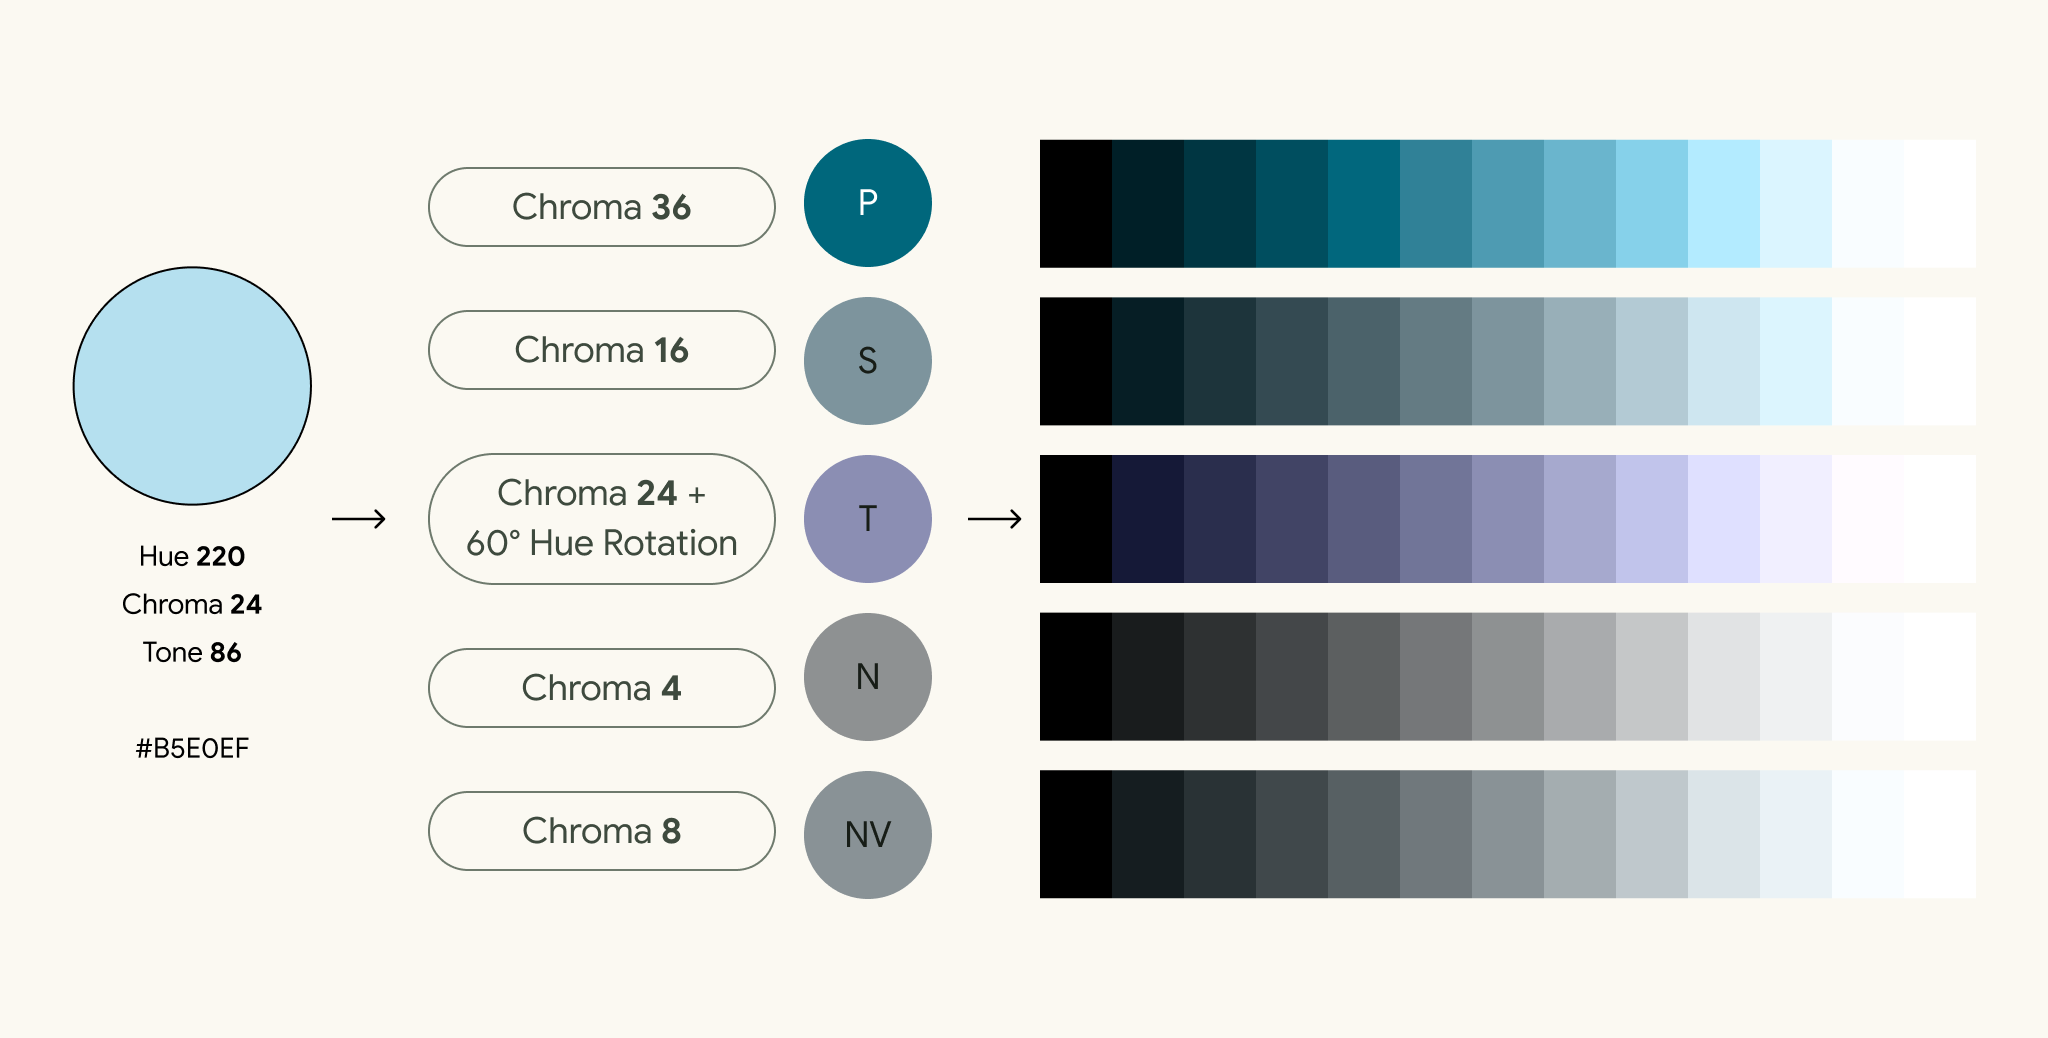 Hue 220
Chroma 24
Tone 86
#B5E0EF
Chroma 36
P
Chroma 16
S
Chroma 24 +
60° Hue Rotation
T
Chroma 4
N
Chroma 8
NV